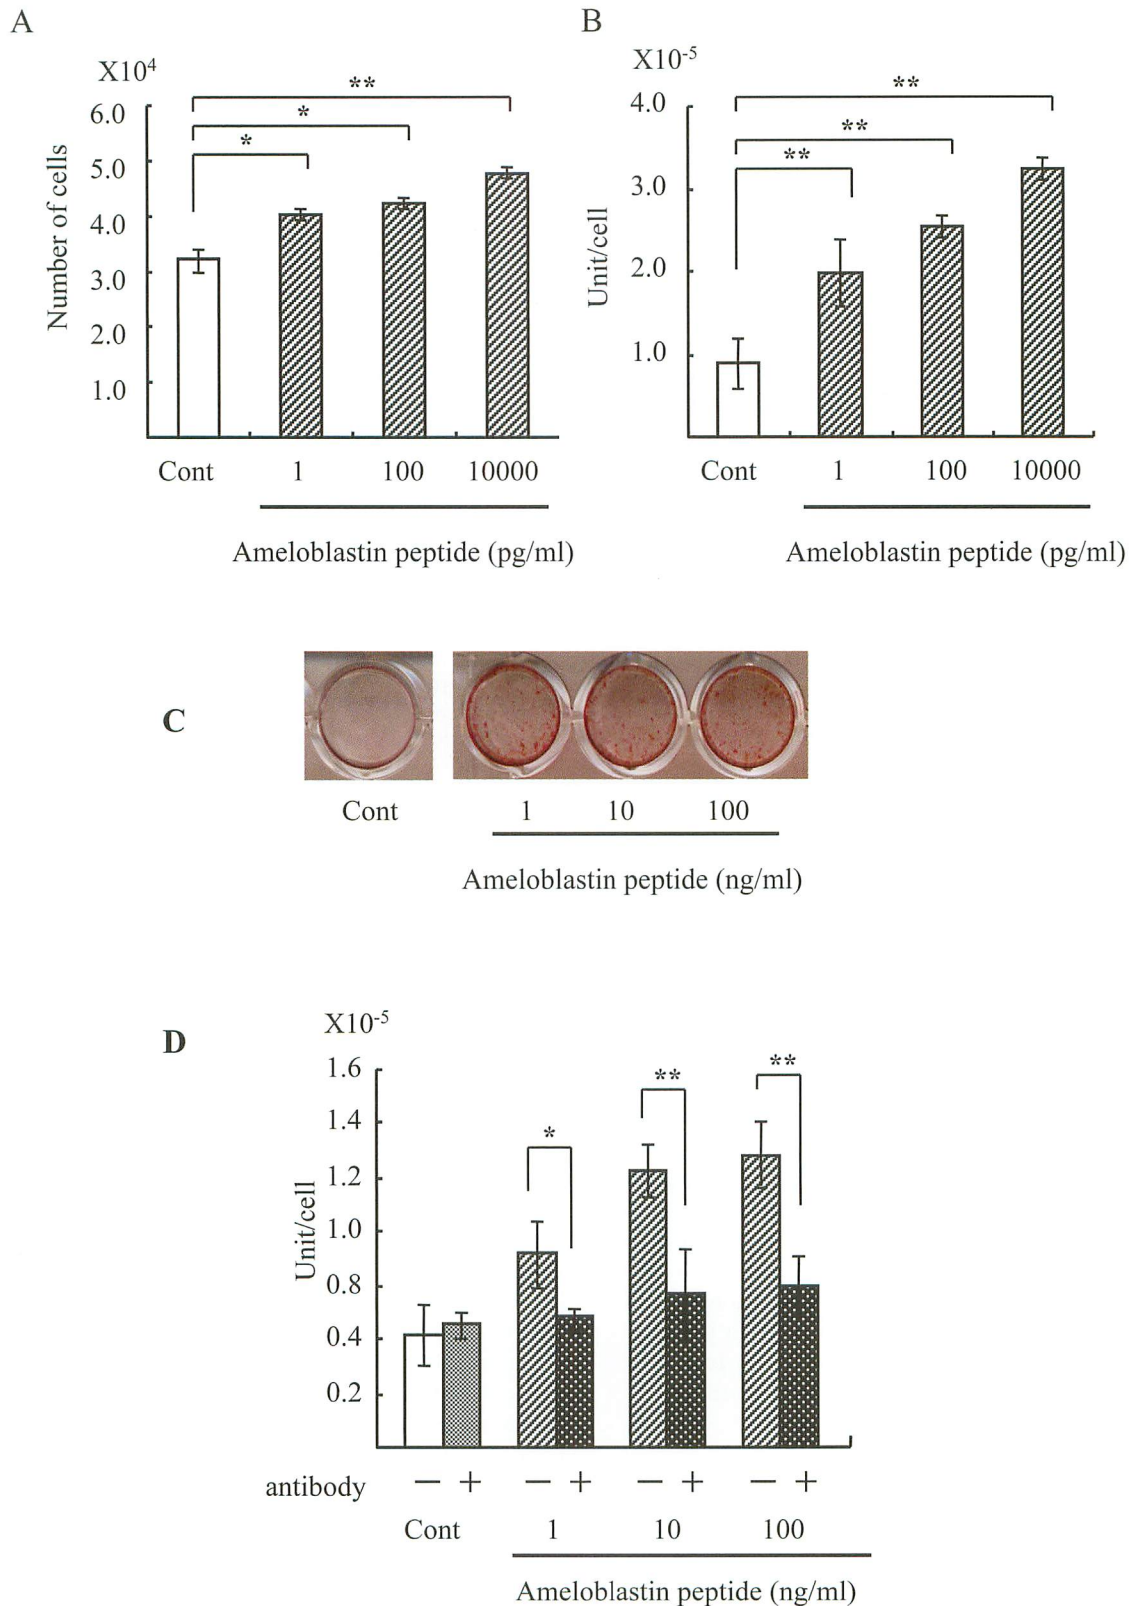 A
X10⁴
6.0
5.0
4.0
3.0
2.0
1.0
Number of cells
**
*
*
Cont 1 100 10000
Ameloblastin peptide (pg/ml)
B
X10⁻⁵
4.0
3.0
2.0
1.0
Unit/cell
**
**
**
Cont 1 100 10000
Ameloblastin peptide (pg/ml)
C
Cont 1 10 100
Ameloblastin peptide (ng/ml)
D
X10⁻⁵
1.6
1.4
1.2
1.0
0.8
0.4
0.2
Unit/cell
*
**
**
antibody − + − + − + − +
Cont 1 10 100
Ameloblastin peptide (ng/ml)